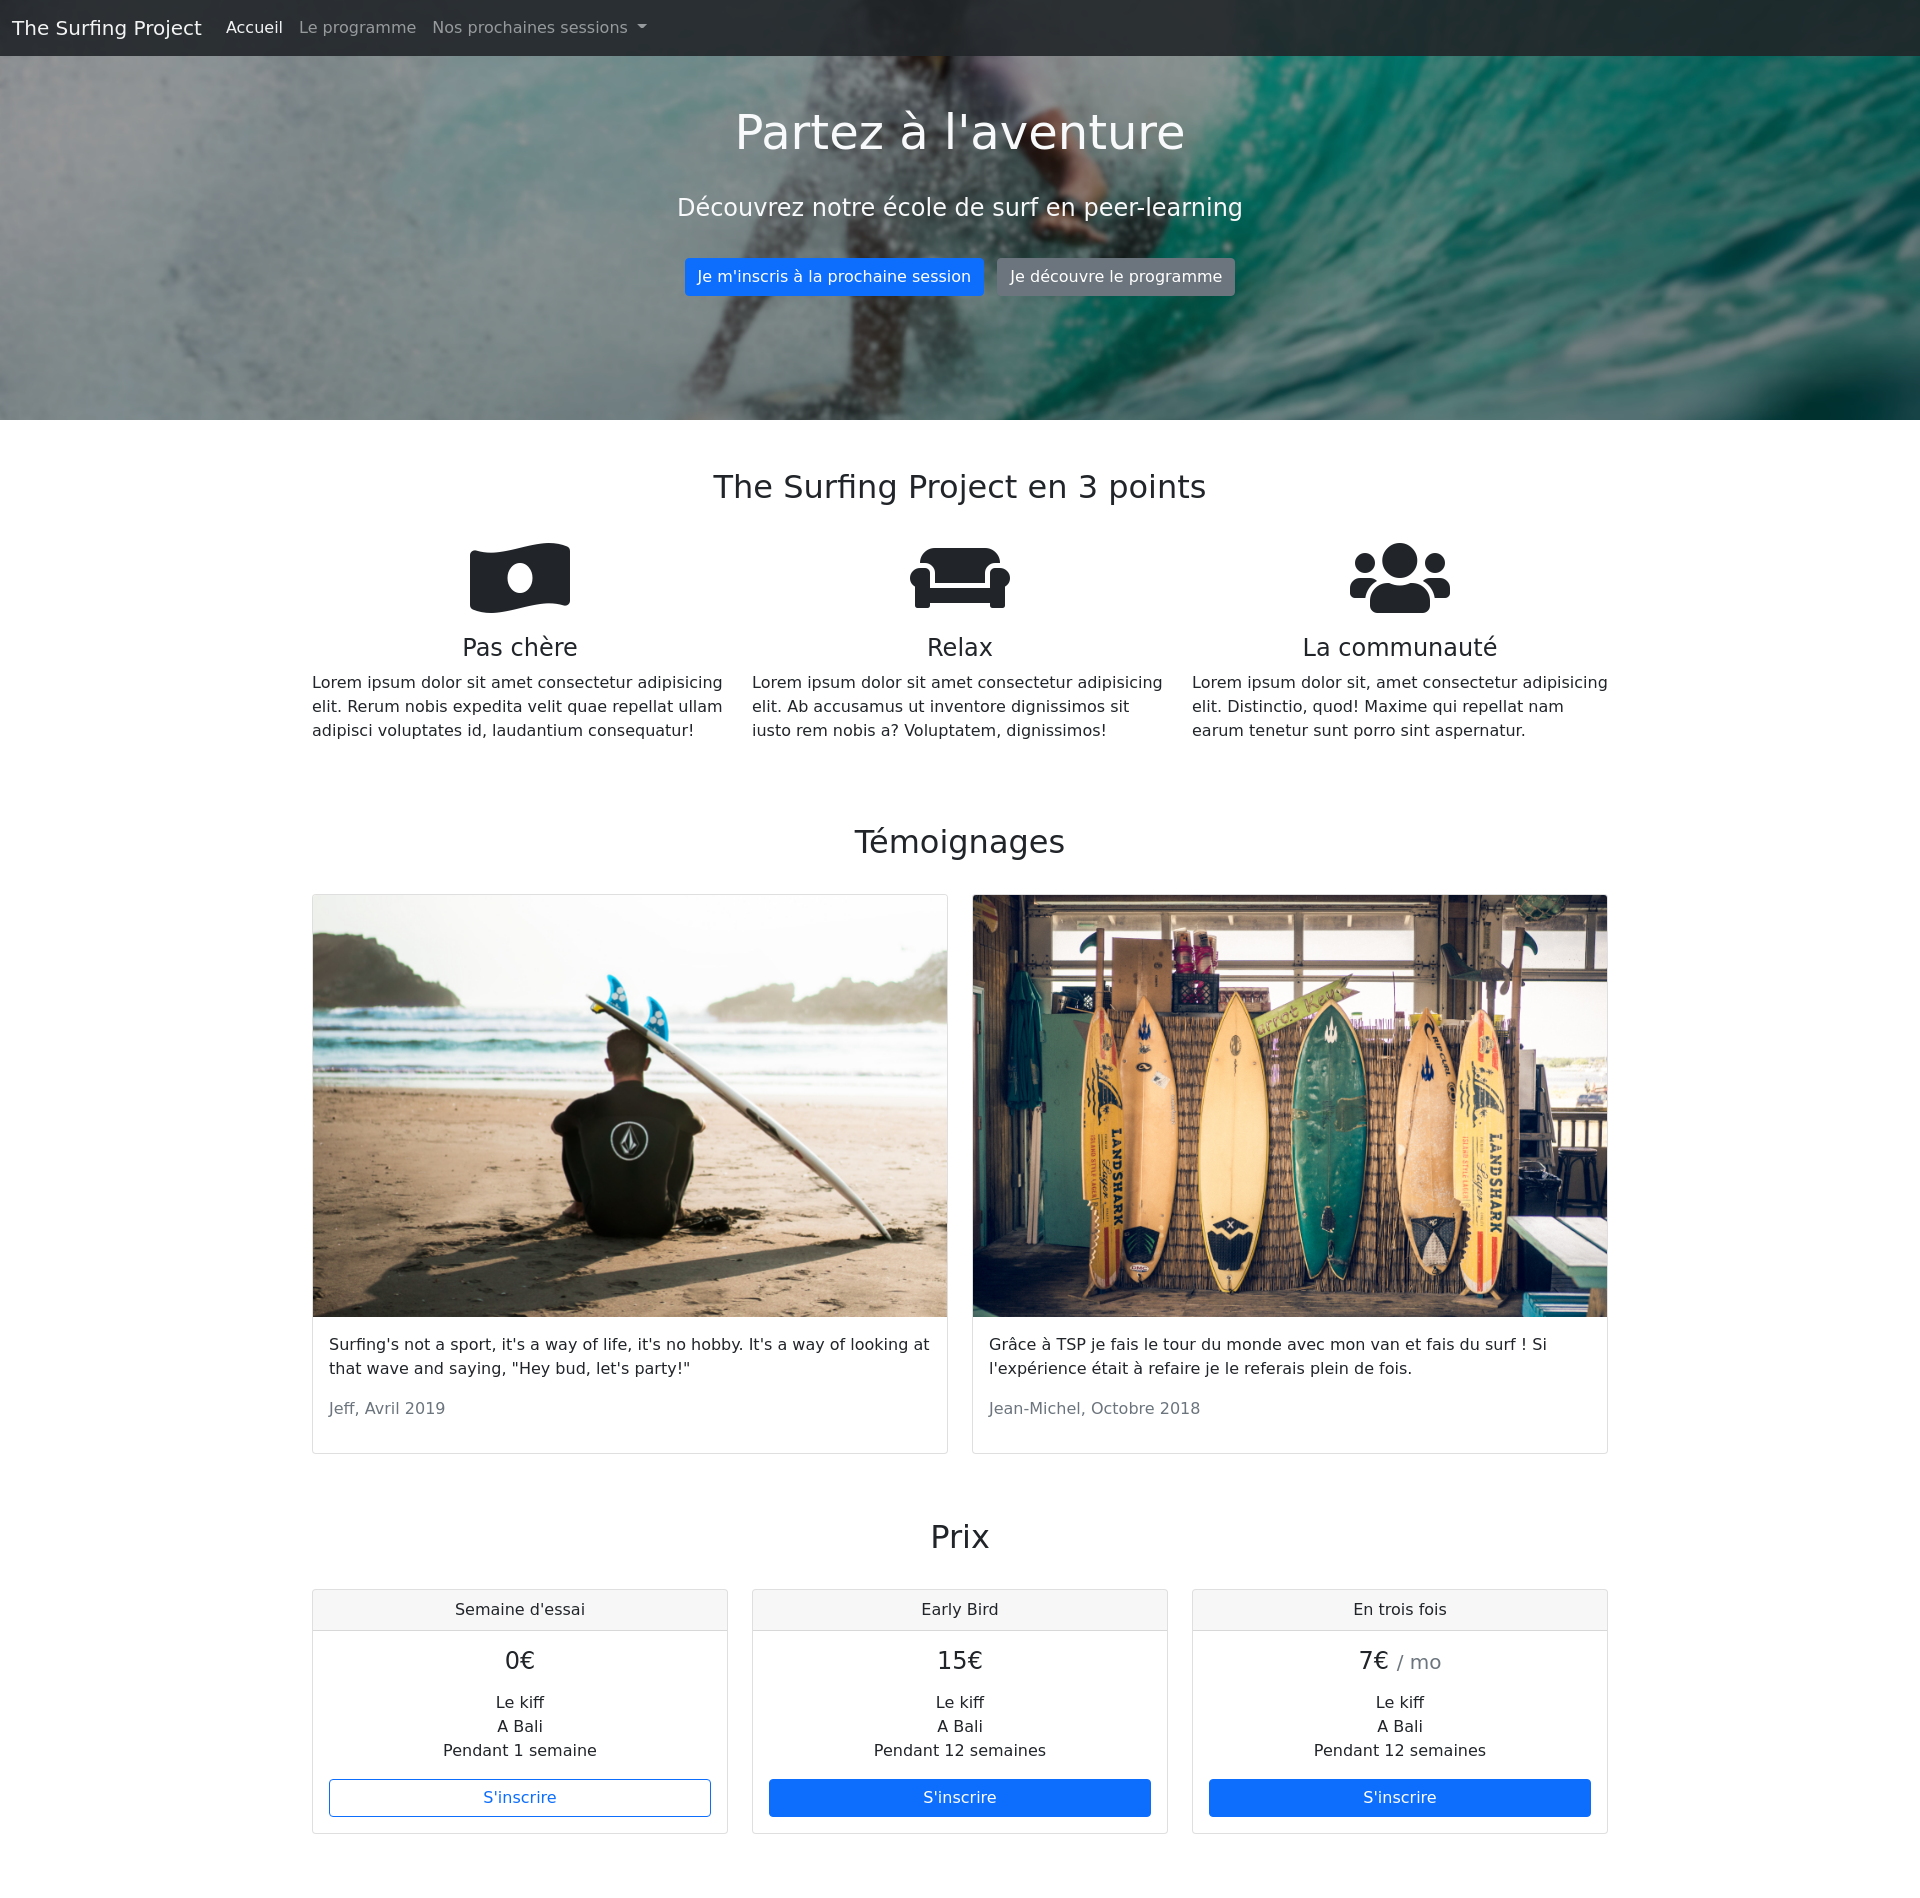 The Surfing Project Accueil Le programme Nos prochaines sessions
Partez à l'aventure
Découvrez notre école de surf en peer-learning
Je m'inscris à la prochaine session Je découvre le programme
The Surfing Project en 3 points
Pas chère
Lorem ipsum dolor sit amet consectetur adipisicing
elit. Rerum nobis expedita velit quae repellat ullam
adipisci voluptates id, laudantium consequatur!
Relax
Lorem ipsum dolor sit amet consectetur adipisicing
elit. Ab accusamus ut inventore dignissimos sit
iusto rem nobis a? Voluptatem, dignissimos!
La communauté
Lorem ipsum dolor sit, amet consectetur adipisicing
elit. Distinctio, quod! Maxime qui repellat nam
earum tenetur sunt porro sint aspernatur.
Témoignages
Surfing's not a sport, it's a way of life, it's no hobby. It's a way of looking at
that wave and saying, "Hey bud, let's party!"
Jeff, Avril 2019
RIP CURL
LANDSHARK
Lager
LANDSHARK
Lager
Grâce à TSP je fais le tour du monde avec mon van et fais du surf ! Si
l'expérience était à refaire je le referais plein de fois.
Jean-Michel, Octobre 2018
Prix
Semaine d'essai
0€
Le kiff
A Bali
Pendant 1 semaine
S'inscrire
Early Bird
15€
Le kiff
A Bali
Pendant 12 semaines
S'inscrire
En trois fois
7€ / mo
Le kiff
A Bali
Pendant 12 semaines
S'inscrire